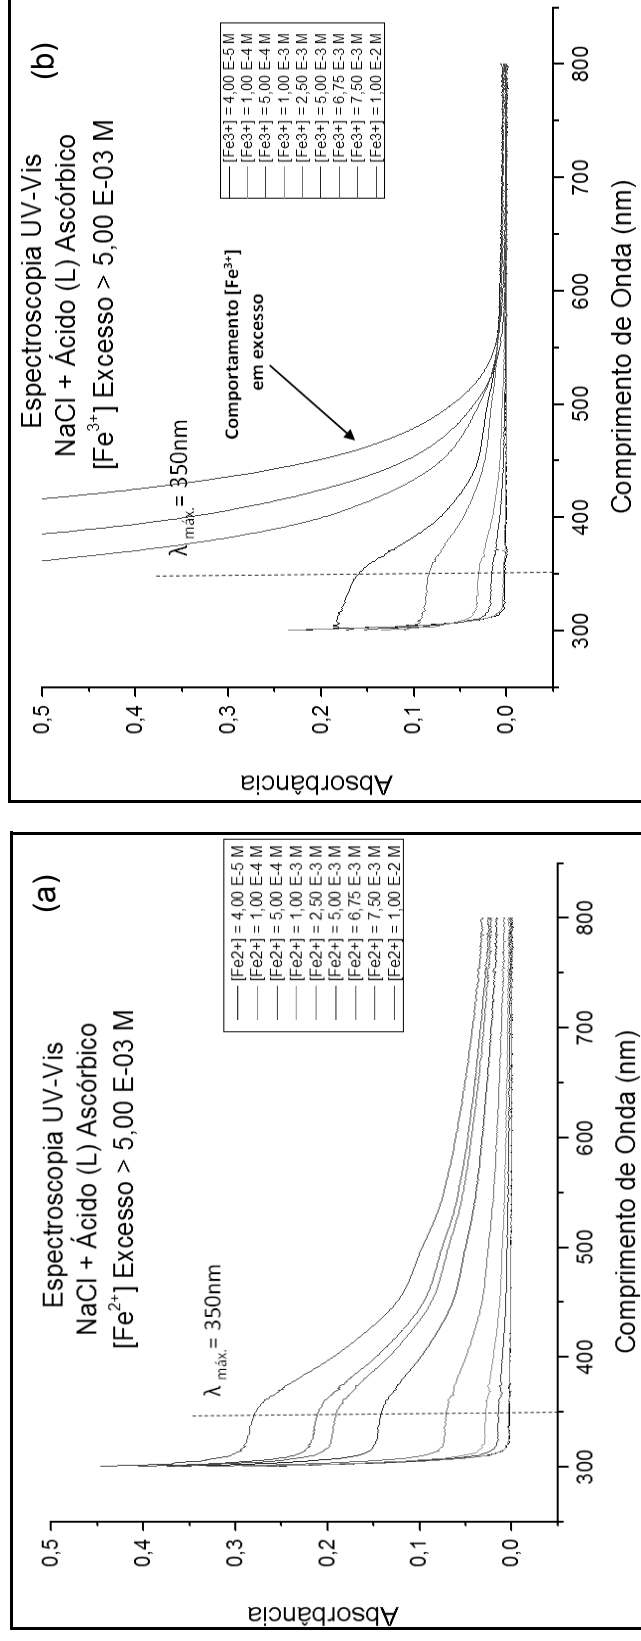 (a)
Espectroscopia UV-Vis
NaCl + Ácido (L) Ascórbico
[Fe²⁺] Excesso > 5,00 E-03 M
[Fe2+] = 4,00 E-5 M
[Fe2+] = 1,00 E-4 M
[Fe2+] = 5,00 E-4 M
[Fe2+] = 1,00 E-3 M
[Fe2+] = 2,50 E-3 M
[Fe2+] = 5,00 E-3 M
[Fe2+] = 6,75 E-3 M
[Fe2+] = 7,50 E-3 M
[Fe2+] = 1,00 E-2 M
λ máx. = 350nm
0,5
0,4
0,3
0,2
0,1
0,0
Absorbância
300 400 500 600 700 800
Comprimento de Onda (nm)
(b)
Espectroscopia UV-Vis
NaCl + Ácido (L) Ascórbico
[Fe³⁺] Excesso > 5,00 E-03 M
[Fe3+] = 4,00 E-5 M
[Fe3+] = 1,00 E-4 M
[Fe3+] = 5,00 E-4 M
[Fe3+] = 1,00 E-3 M
[Fe3+] = 2,50 E-3 M
[Fe3+] = 5,00 E-3 M
[Fe3+] = 6,75 E-3 M
[Fe3+] = 7,50 E-3 M
[Fe3+] = 1,00 E-2 M
λ máx. = 350nm
Comportamento [Fe³⁺]
em excesso
0,5
0,4
0,3
0,2
0,1
0,0
Absorbância
300 400 500 600 700 800
Comprimento de Onda (nm)